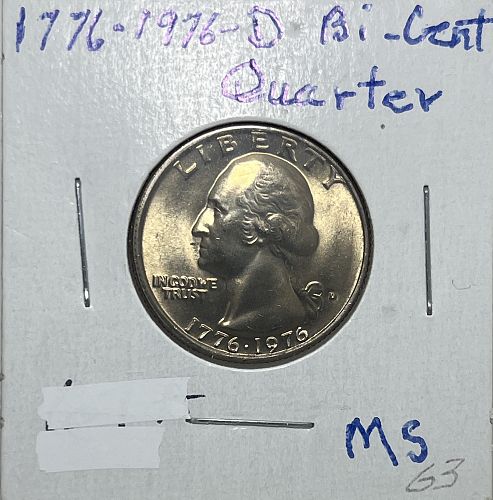 1776-1976-D Bi-Cent
Quarter
LIBERTY
IN GOD WE
TRUST
D
1776·1976
MS
63